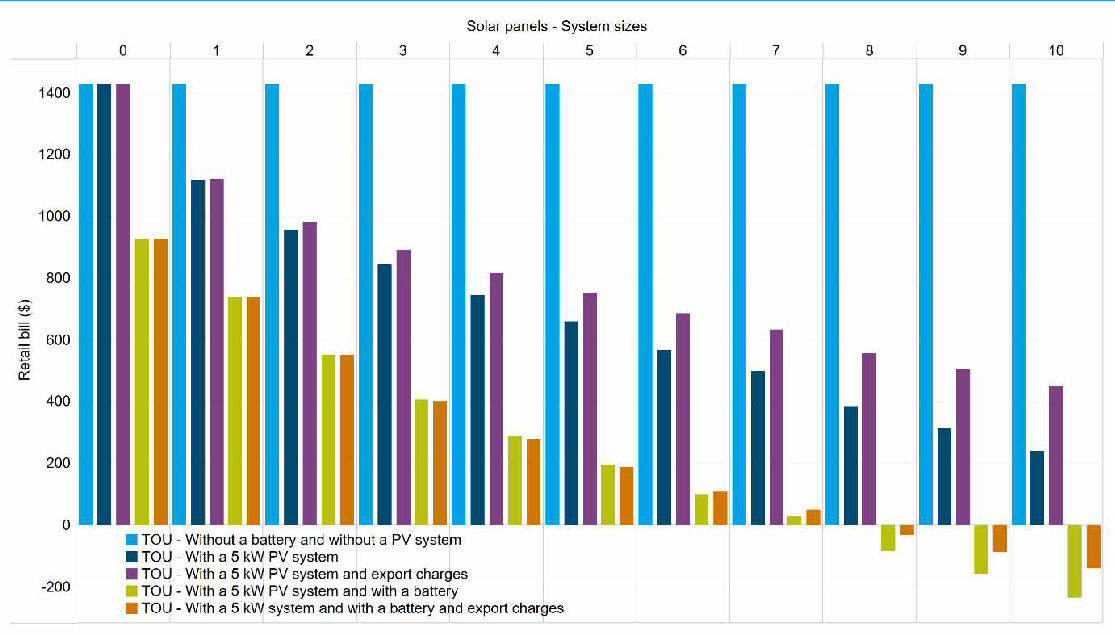 Solar panels - System sizes
0 1 2 3 4 5 6 7 8 9 10
1400
1200
1000
800
600
400
200
0
-200
Retail bill ($)
TOU - Without a battery and without a PV system
TOU - With a 5 kW PV system
TOU - With a 5 kW PV system and export charges
TOU - With a 5 kW PV system and with a battery
TOU - With a 5 kW system and with a battery and export charges